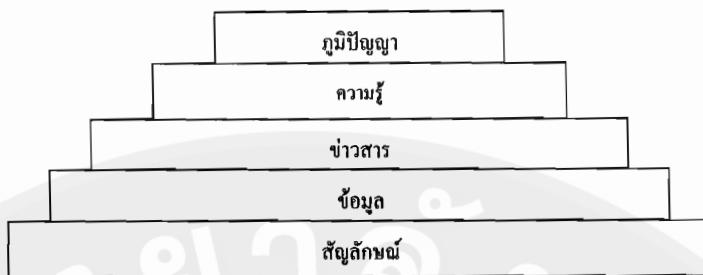 ภูมิปัญญา
ความรู้
ข่าวสาร
ข้อมูล
สัญลักษณ์